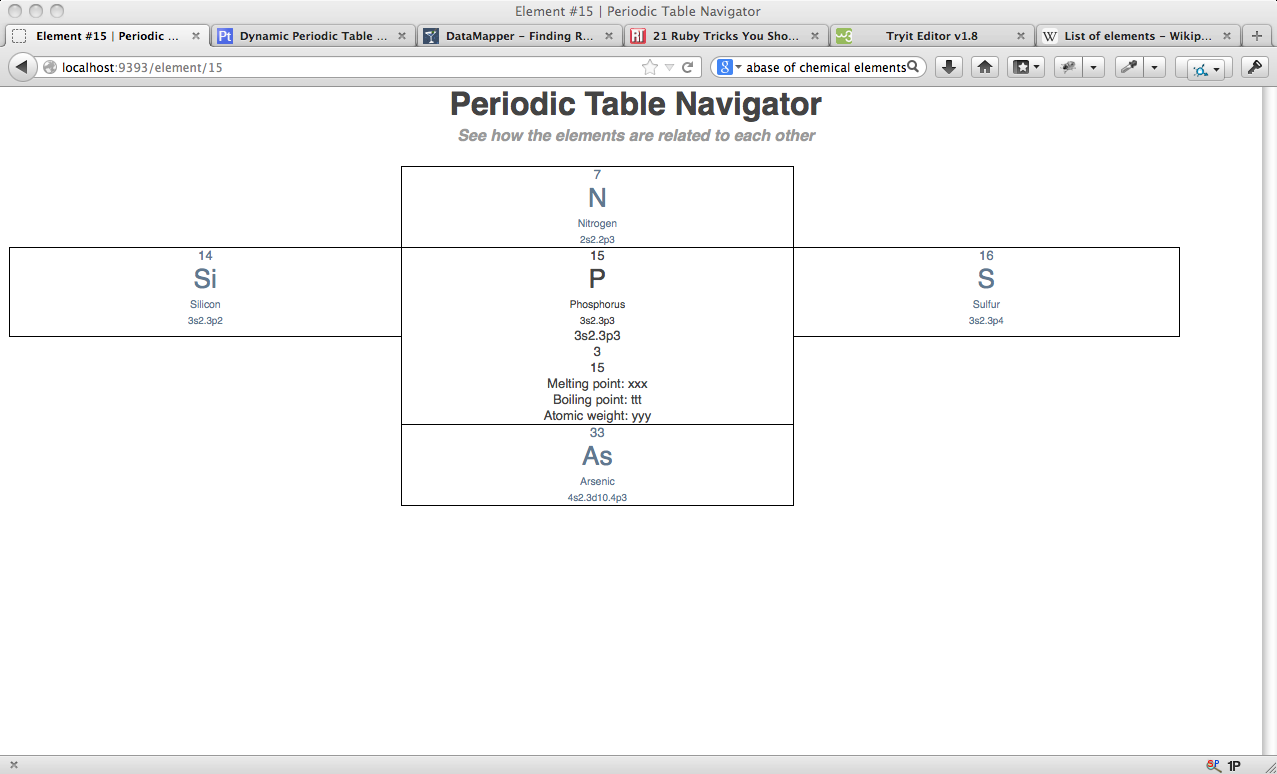 Element #15 | Periodic Table Navigator
Element #15 | Periodic ...
Pt Dynamic Periodic Table ...
DataMapper – Finding R...
RI 21 Ruby Tricks You Sho...
w3 Tryit Editor v1.8
W List of elements – Wikip...
localhost:9393/element/15
8 abase of chemical elements
Periodic Table Navigator
See how the elements are related to each other
7
N
Nitrogen
2s2.2p3
14
Si
Silicon
3s2.3p2
15
P
Phosphorus
3s2.3p3
3s2.3p3
3
15
Melting point: xxx
Boiling point: ttt
Atomic weight: yyy
16
S
Sulfur
3s2.3p4
33
As
Arsenic
4s2.3d10.4p3
SP 1P